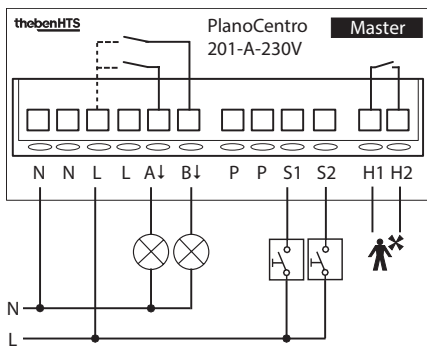 thebenHTS
PlanoCentro
201-A-230V
Master
N N L L A↓ B↓ P P S1 S2 H1 H2
N
L